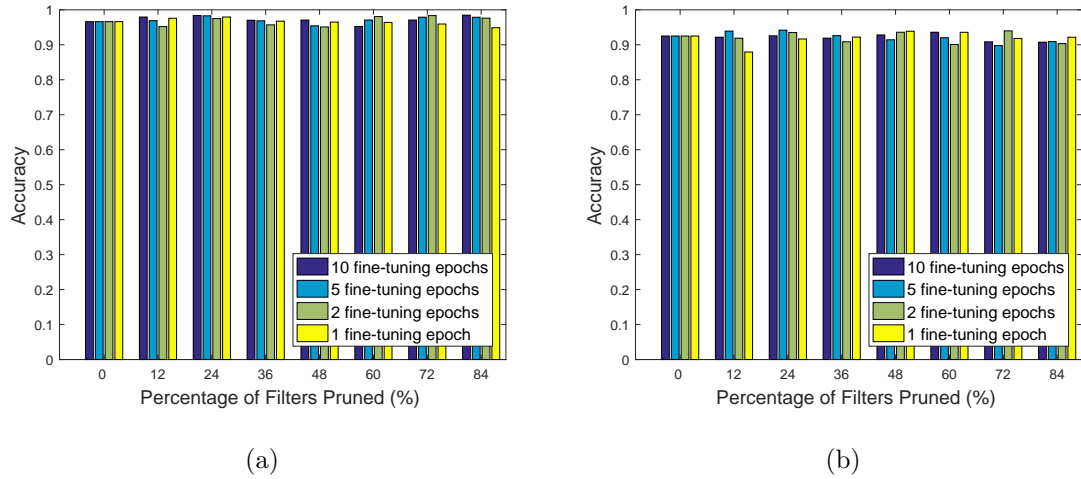 1
0.9
0.8
0.7
0.6
0.5
0.4
0.3
0.2
0.1
0
Accuracy
10 fine-tuning epochs
5 fine-tuning epochs
2 fine-tuning epochs
1 fine-tuning epoch
0 12 24 36 48 60 72 84
Percentage of Filters Pruned (%)
(a)
1
0.9
0.8
0.7
0.6
0.5
0.4
0.3
0.2
0.1
0
Accuracy
10 fine-tuning epochs
5 fine-tuning epochs
2 fine-tuning epochs
1 fine-tuning epoch
0 12 24 36 48 60 72 84
Percentage of Filters Pruned (%)
(b)